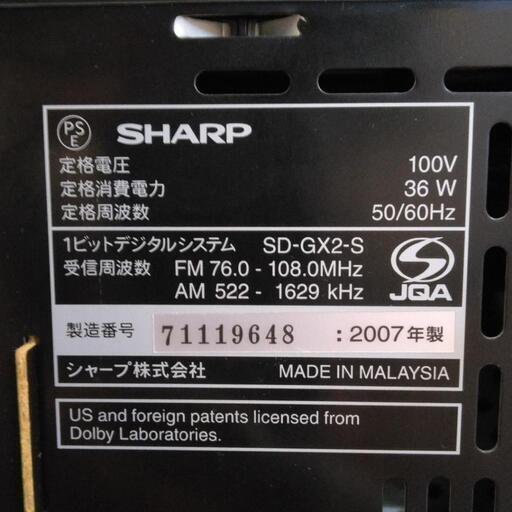 PS
E
SHARP
定格電圧 100V
定格消費電力 36 W
定格周波数 50/60Hz
1ビットデジタルシステム SD-GX2-S
受信周波数 FM 76.0 - 108.0MHz
AM 522 - 1629 kHz
JQA
製造番号 71119648 : 2007年製
シャープ株式会社 MADE IN MALAYSIA
US and foreign patents licensed from
Dolby Laboratories.